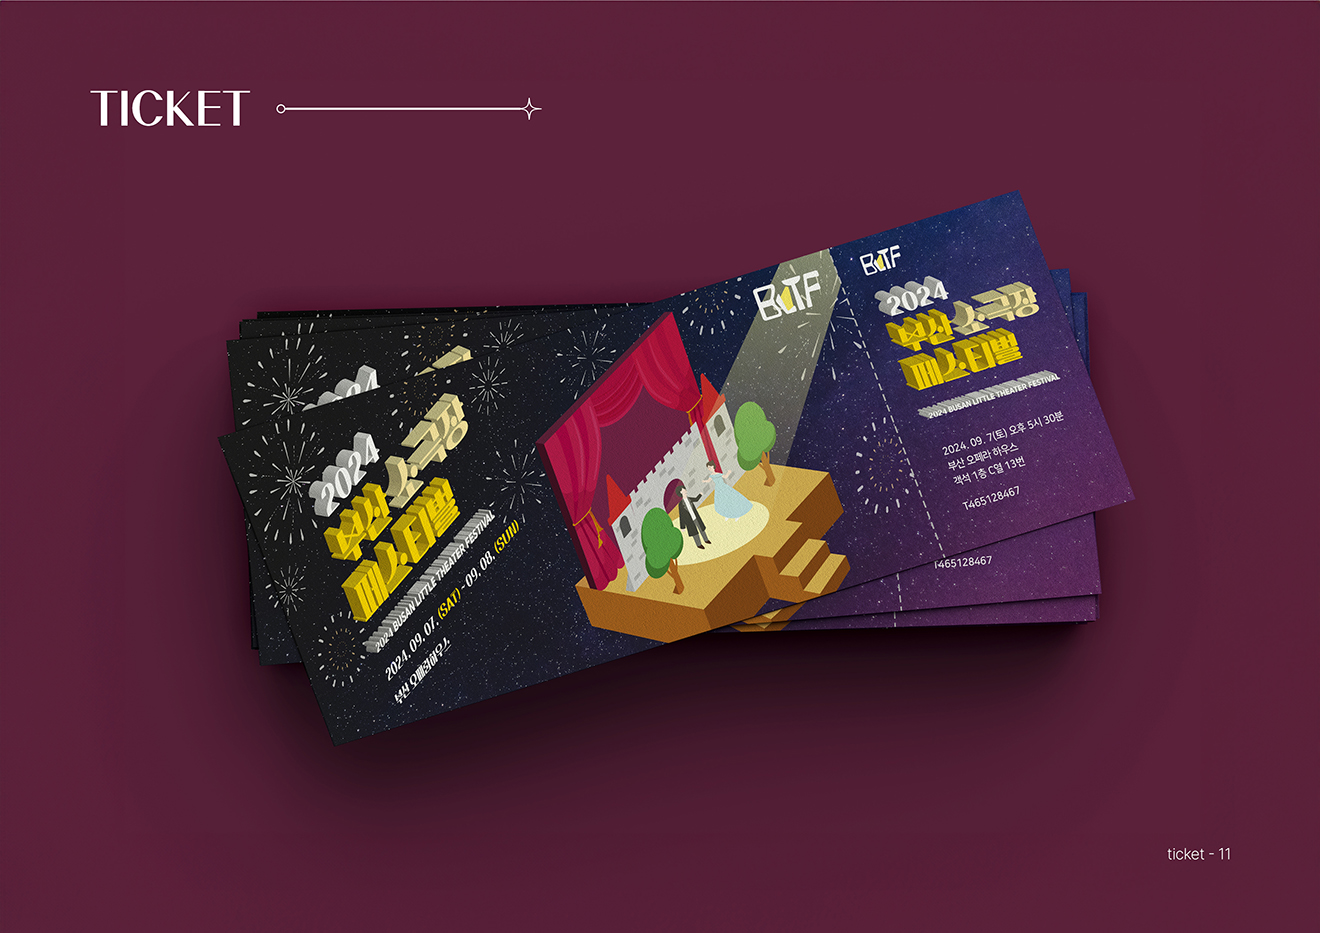 TICKET
BLTF
2024
부산 소극장
페스티벌
2024 BUSAN LITTLE THEATER FESTIVAL
2024. 09. 07. (SAT) - 09. 08. (SUN)
부산 오페라하우스
BLTF
2024
부산 소극장
페스티벌
2024 BUSAN LITTLE THEATER FESTIVAL
2024. 09. 7(토) 오후 5시 30분
부산 오페라 하우스
객석 1층 C열 13번
T465128467
T465128467
ticket - 11